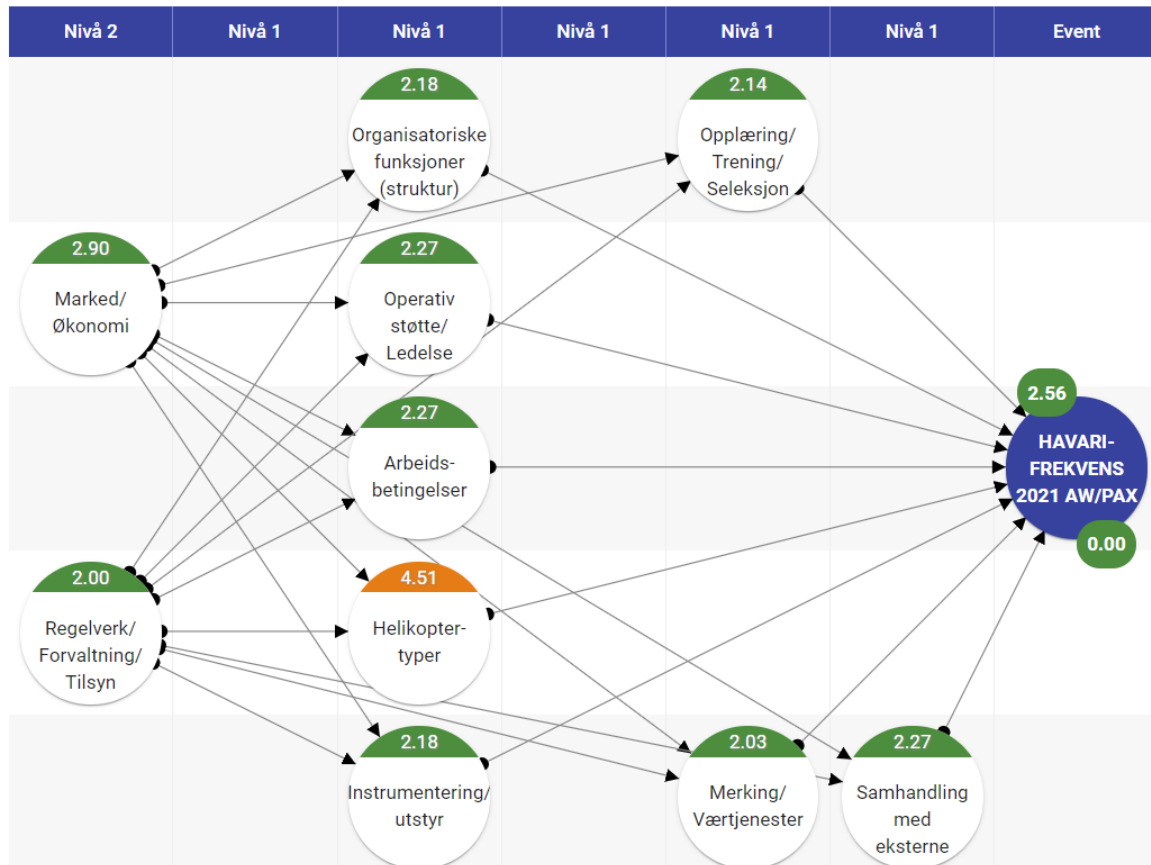 Nivå 2
Nivå 1
Nivå 1
Nivå 1
Nivå 1
Nivå 1
Event
2.18
Organisatoriske
funksjoner
(struktur)
2.14
Opplæring/
Trening/
Seleksjon
2.90
Marked/
Økonomi
2.27
Operativ
støtte/
Ledelse
2.27
Arbeids-
betingelser
2.56
HAVARI-
FREKVENS
2021 AW/PAX
0.00
2.00
Regelverk/
Forvaltning/
Tilsyn
4.51
Helikopter-
typer
2.18
Instrumentering/
utstyr
2.03
Merking/
Værtjenester
2.27
Samhandling
med
eksterne